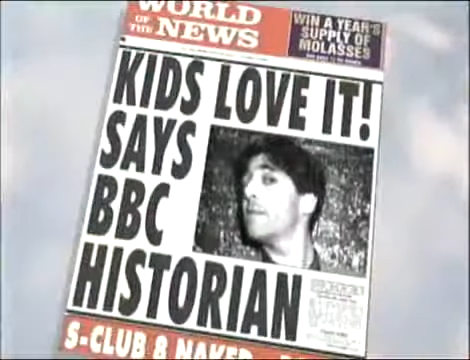 WORLD
OF THE NEWS
WIN A YEAR'S
SUPPLY OF
MOLASSES
KIDS LOVE IT!
SAYS
BBC
HISTORIAN
S-CLUB 8 NAKED